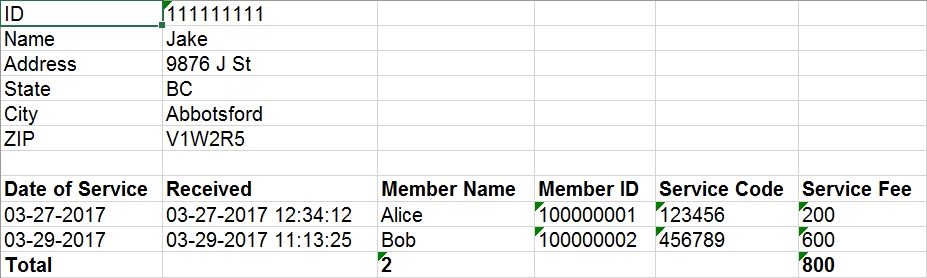 ID 111111111
Name Jake
Address 9876 J St
State BC
City Abbotsford
ZIP V1W2R5
Date of Service Received Member Name Member ID Service Code Service Fee
03-27-2017 03-27-2017 12:34:12 Alice 100000001 123456 200
03-29-2017 03-29-2017 11:13:25 Bob 100000002 456789 600
Total 2 800